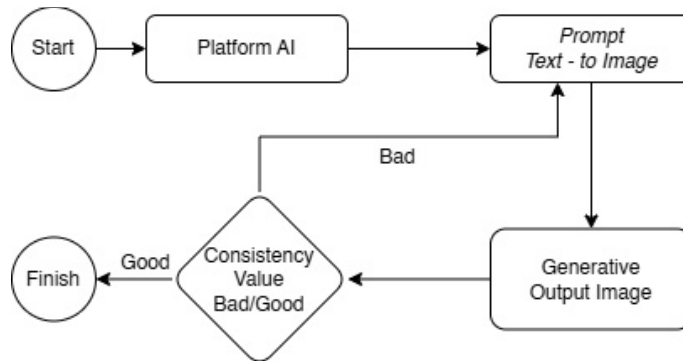 Start
Platform AI
Prompt
Text - to Image
Bad
Generative
Output Image
Consistency
Value
Bad/Good
Good
Finish